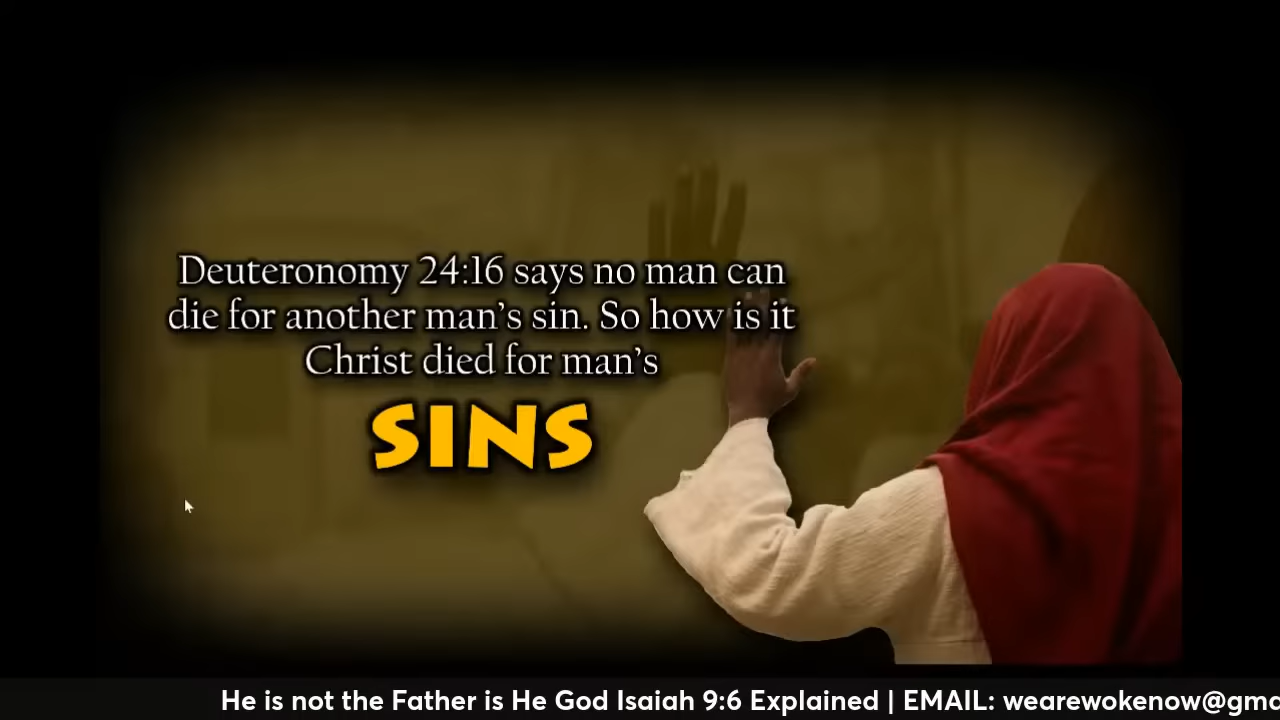 Deuteronomy 24:16 says no man can
die for another man's sin. So how is it
Christ died for man's
SINS
He is not the Father is He God Isaiah 9:6 Explained | EMAIL: wearewokenow@gma